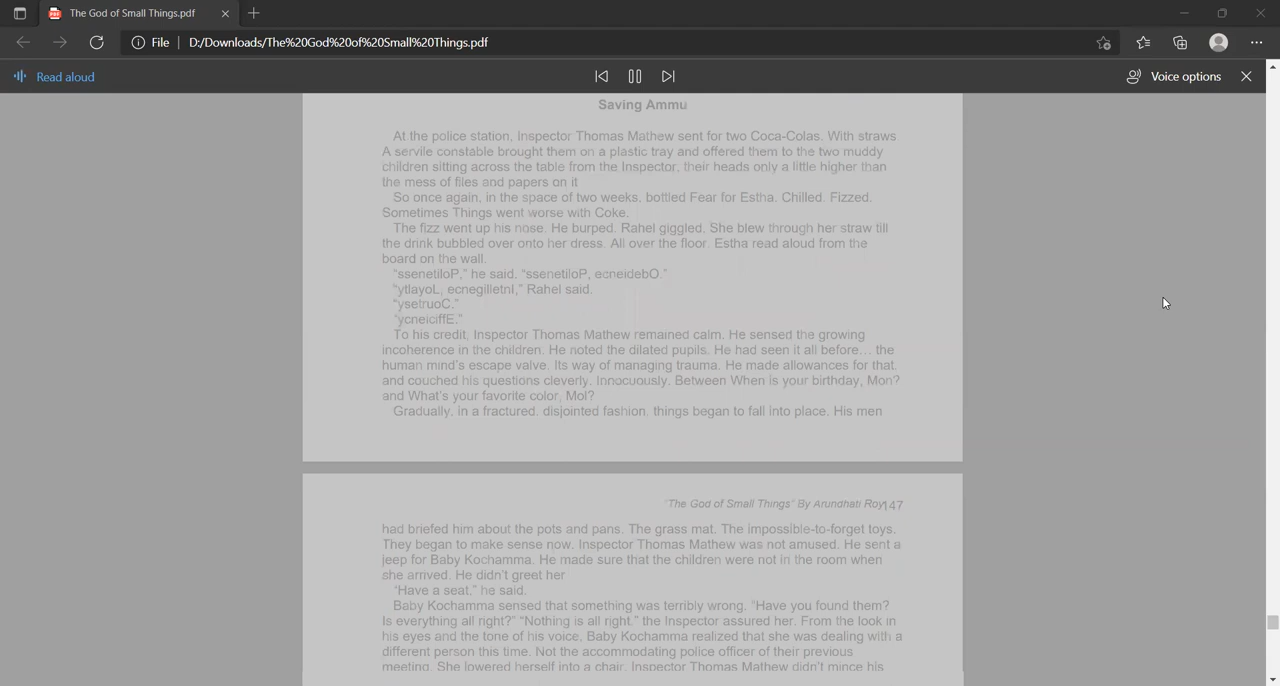 The God of Small Things.pdf
File
D:/Downloads/The%20God%20of%20Small%20Things.pdf
Read aloud
Voice options
Saving Ammu
At the police station, Inspector Thomas Mathew sent for two Coca-Colas. With straws
A servile constable brought them on a plastic tray and offered them to the two muddy
children sitting across the table from the Inspector, their heads only a little higher than
the mess of files and papers on it
So once again, in the space of two weeks, bottled Fear for Estha. Chilled. Fizzed.
Sometimes Things went worse with Coke.
The fizz went up his nose. He burped. Rahel giggled. She blew through her straw till
the drink bubbled over onto her dress. All over the floor. Estha read aloud from the
board on the wall.
"ssenetiloP," he said. "ssenetiloP, ecneidebO."
"ytlayoL, ecnegilletnI," Rahel said.
"ysetruoC."
"ycneiciffE."
To his credit, Inspector Thomas Mathew remained calm. He sensed the growing
incoherence in the children. He noted the dilated pupils. He had seen it all before... the
human mind's escape valve. Its way of managing trauma. He made allowances for that,
and couched his questions cleverly. Innocuously. Between When is your birthday, Mon?
and What's your favorite color, Mol?
Gradually, in a fractured, disjointed fashion, things began to fall into place. His men
"The God of Small Things" By Arundhati Roy147
had briefed him about the pots and pans. The grass mat. The impossible-to-forget toys.
They began to make sense now. Inspector Thomas Mathew was not amused. He sent a
jeep for Baby Kochamma. He made sure that the children were not in the room when
she arrived. He didn't greet her
"Have a seat," he said.
Baby Kochamma sensed that something was terribly wrong. "Have you found them?
Is everything all right?" "Nothing is all right," the Inspector assured her. From the look in
his eyes and the tone of his voice, Baby Kochamma realized that she was dealing with a
different person this time. Not the accommodating police officer of their previous
meeting. She lowered herself into a chair. Inspector Thomas Mathew didn't mince his